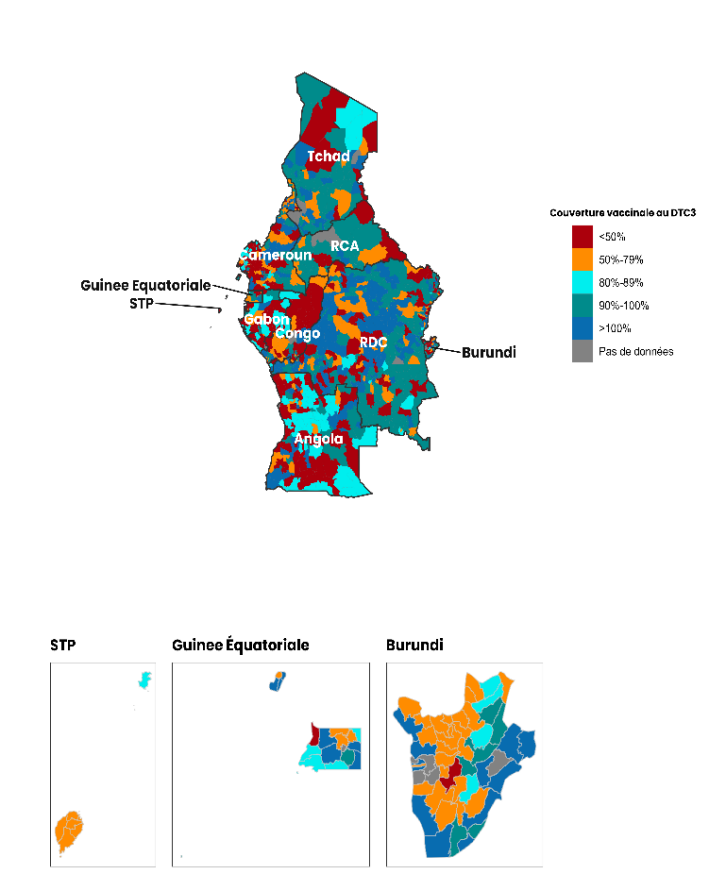 Tchad
Couverture vaccinale au DTC3
<50%
50%-79%
80%-89%
90%-100%
>100%
Pas de données
RCA
Cameroun
Guinee Equatoriale
STP
Gabon
Congo
RDC
Burundi
Angola
STP
Guinee Équatoriale
Burundi